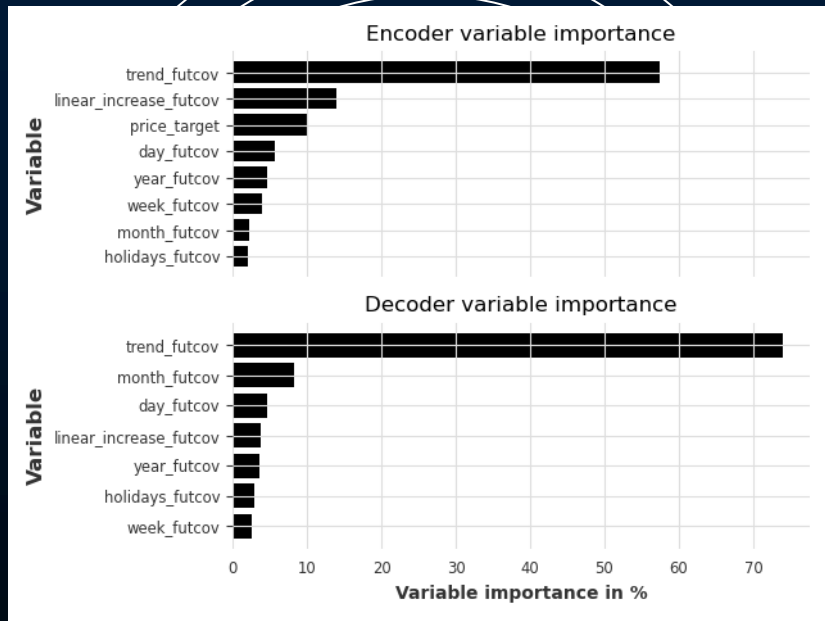 Encoder variable importance
Variable
trend_futcov
linear_increase_futcov
price_target
day_futcov
year_futcov
week_futcov
month_futcov
holidays_futcov
Decoder variable importance
Variable
trend_futcov
month_futcov
day_futcov
linear_increase_futcov
year_futcov
holidays_futcov
week_futcov
0 10 20 30 40 50 60 70
Variable importance in %